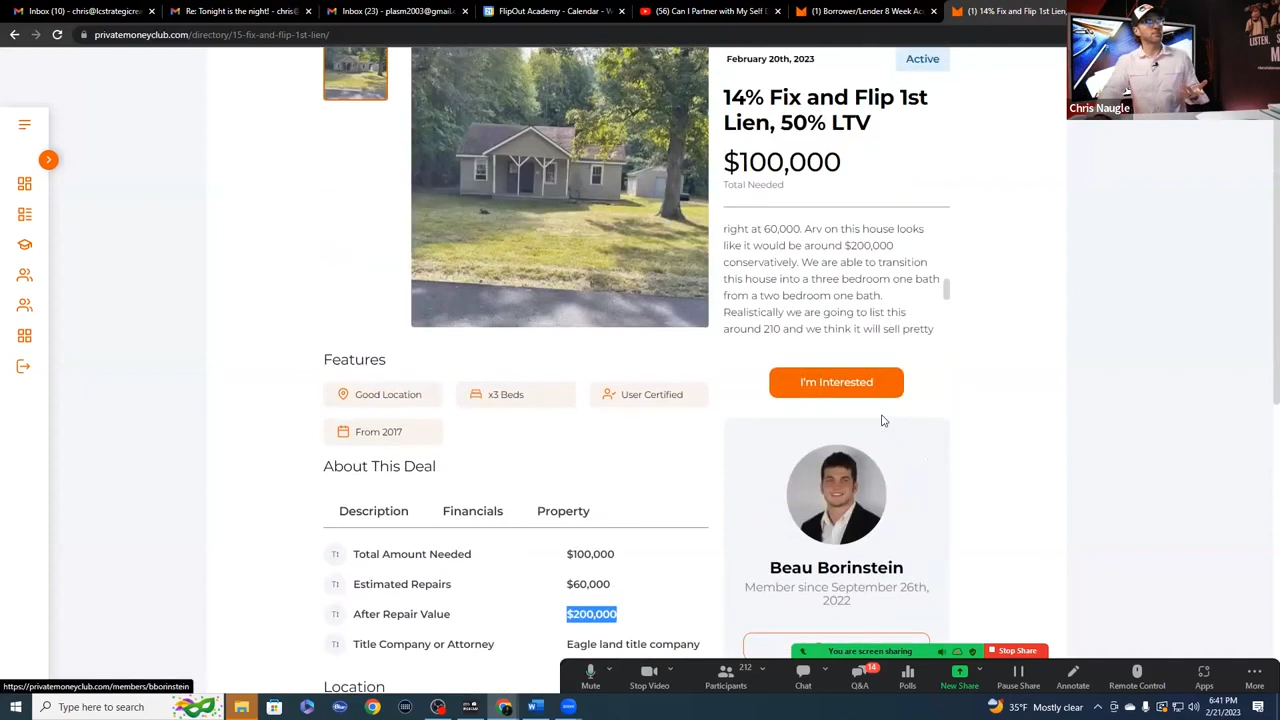 Inbox (10) - chris@lcstrategicre
Re: Tonight is the night! - chris@
Inbox (23) - plasm2003@gmail.c
FlipOut Academy - Calendar - W
(56) Can I Partner with My Self D
A) Borrower/Lender 8 Week Ac
14% Fix and Flip 1st Lien,
privatemoneyclub.com/directory/15-fix-and-flip-1st-lien/
LISTEN.
Chris Naugle
February 20th, 2023
Active
14% Fix and Flip 1st
Lien, 50% LTV
$100,000
Total Needed
right at 60,000. Arv on this house looks
like it would be around $200,000
conservatively. We are able to transition
this house into a three bedroom one bath
from a two bedroom one bath.
Realistically we are going to list this
around 210 and we think it will sell pretty
I'm Interested
Features
Good Location
x3 Beds
User Certified
From 2017
About This Deal
Description Financials Property
Total Amount Needed $100,000
Estimated Repairs $60,000
After Repair Value $200,000
Title Company or Attorney Eagle land title company
Location
Beau Borinstein
Member since September 26th,
2022
You are screen sharing
Stop Share
https://privatemoneyclub.com/members/bborinstein
Mute
Stop Video
212
Participants
Chat
14
Q&A
Polls
New Share
Pause Share
Annotate
Remote Control
Apps
More
Type here to search
35°F Mostly clear
6:41 PM
2/21/2023